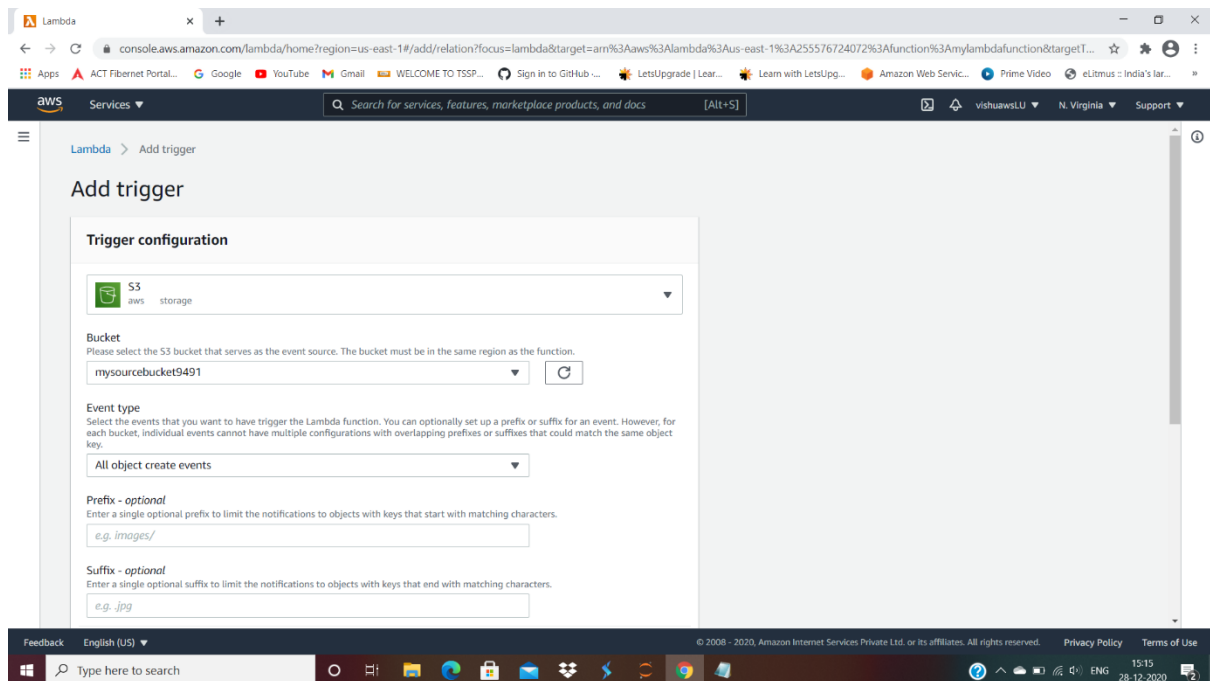 Lambda
console.aws.amazon.com/lambda/home?region=us-east-1#/add/relation?focus=lambda&target=arn%3Aaws%3Alambda%3Aus-east-1%3A255576724072%3Afunction%3Amylambdafunction&targetT...
Apps ACT Fibernet Portal... Google YouTube Gmail WELCOME TO TSSP... Sign in to GitHub ·... LetsUpgrade | Lear... Learn with LetsUpg... Amazon Web Servic... Prime Video eLitmus :: India's lar... »
aws Services ▼ Search for services, features, marketplace products, and docs [Alt+S] vishuawsLU ▼ N. Virginia ▼ Support ▼
Lambda > Add trigger
Add trigger
Trigger configuration
S3
aws storage
Bucket
Please select the S3 bucket that serves as the event source. The bucket must be in the same region as the function.
mysourcebucket9491
Event type
Select the events that you want to have trigger the Lambda function. You can optionally set up a prefix or suffix for an event. However, for
each bucket, individual events cannot have multiple configurations with overlapping prefixes or suffixes that could match the same object
key.
All object create events
Prefix - optional
Enter a single optional prefix to limit the notifications to objects with keys that start with matching characters.
e.g. images/
Suffix - optional
Enter a single optional suffix to limit the notifications to objects with keys that end with matching characters.
e.g. .jpg
Feedback English (US) ▼ © 2008 - 2020, Amazon Internet Services Private Ltd. or its affiliates. All rights reserved. Privacy Policy Terms of Use
Type here to search ENG 15:15
28-12-2020 2